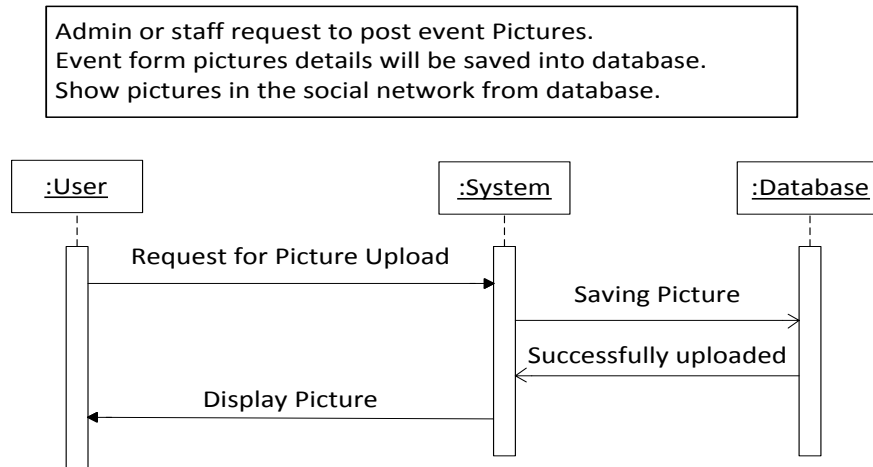 Admin or staff request to post event Pictures.
Event form pictures details will be saved into database.
Show pictures in the social network from database.
:User
:System
:Database
Request for Picture Upload
Saving Picture
Successfully uploaded
Display Picture